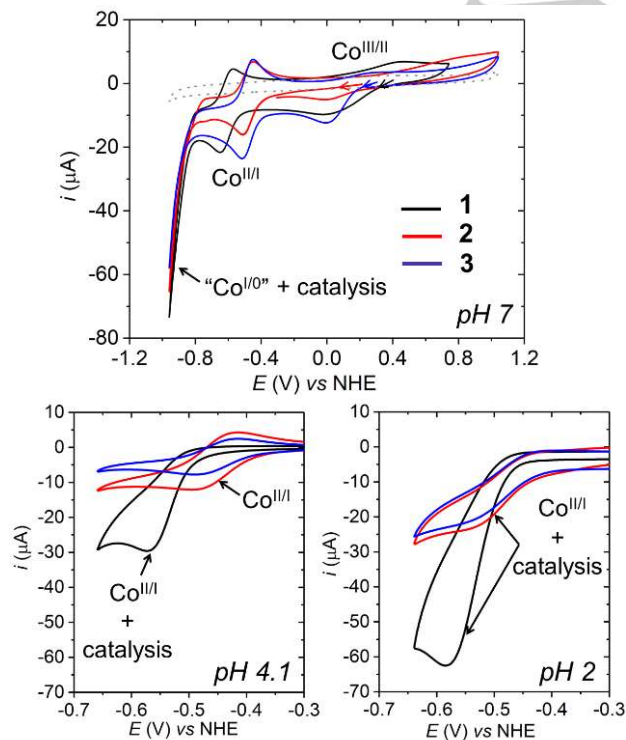 20
0
-20
-40
-60
-80
i (μA)
Co^III/II
Co^II/I
1
2
3
"Co^I/0" + catalysis
pH 7
-1.2 -0.8 -0.4 0.0 0.4 0.8 1.2
E (V) vs NHE
10
0
-10
-20
-30
-40
-50
-60
-70
i (μA)
Co^II/I
Co^II/I
+
catalysis
pH 4.1
-0.7 -0.6 -0.5 -0.4 -0.3
E (V) vs NHE
10
0
-10
-20
-30
-40
-50
-60
-70
i (μA)
Co^II/I
+
catalysis
pH 2
-0.7 -0.6 -0.5 -0.4 -0.3
E (V) vs NHE